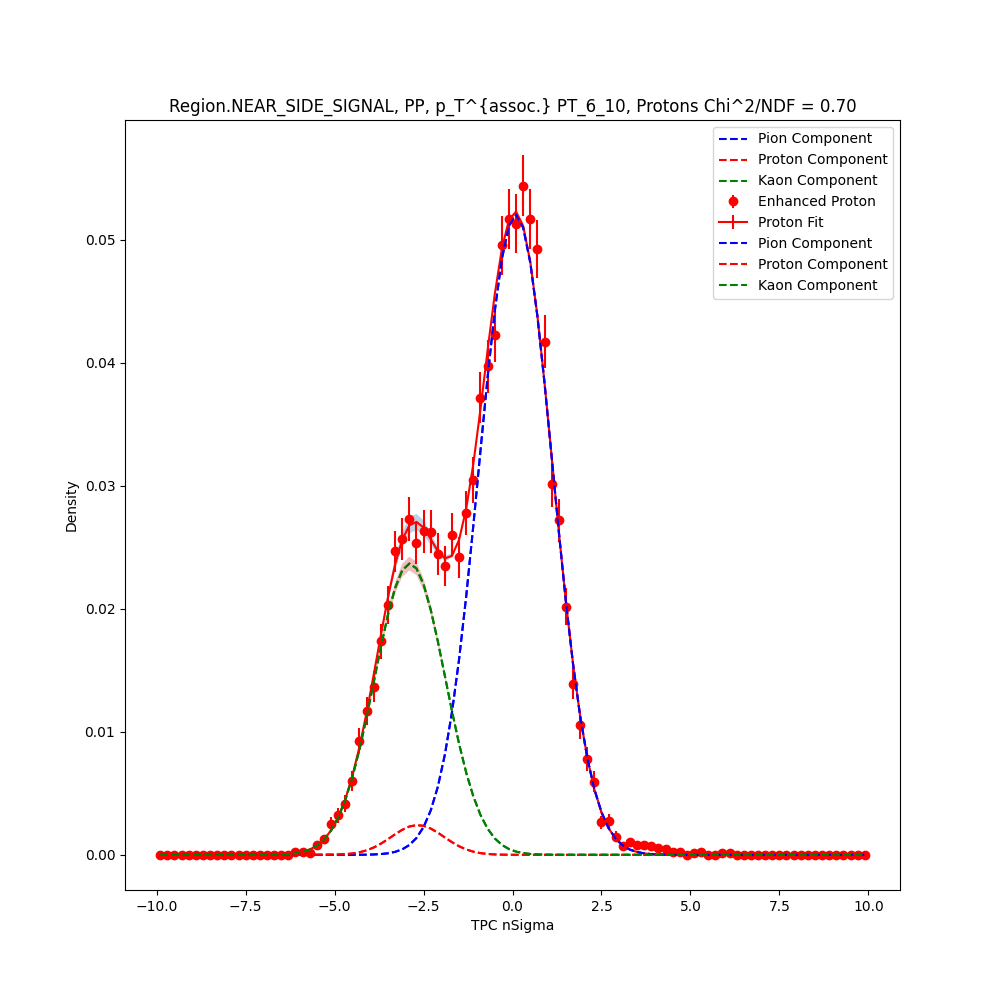 Region.NEAR_SIDE_SIGNAL, PP, p_T^{assoc.} PT_6_10, Protons Chi^2/NDF = 0.70
Pion Component
Proton Component
Kaon Component
Enhanced Proton
Proton Fit
Pion Component
Proton Component
Kaon Component
0.05
0.04
0.03
0.02
0.01
0.00
Density
−10.0 −7.5 −5.0 −2.5 0.0 2.5 5.0 7.5 10.0
TPC nSigma